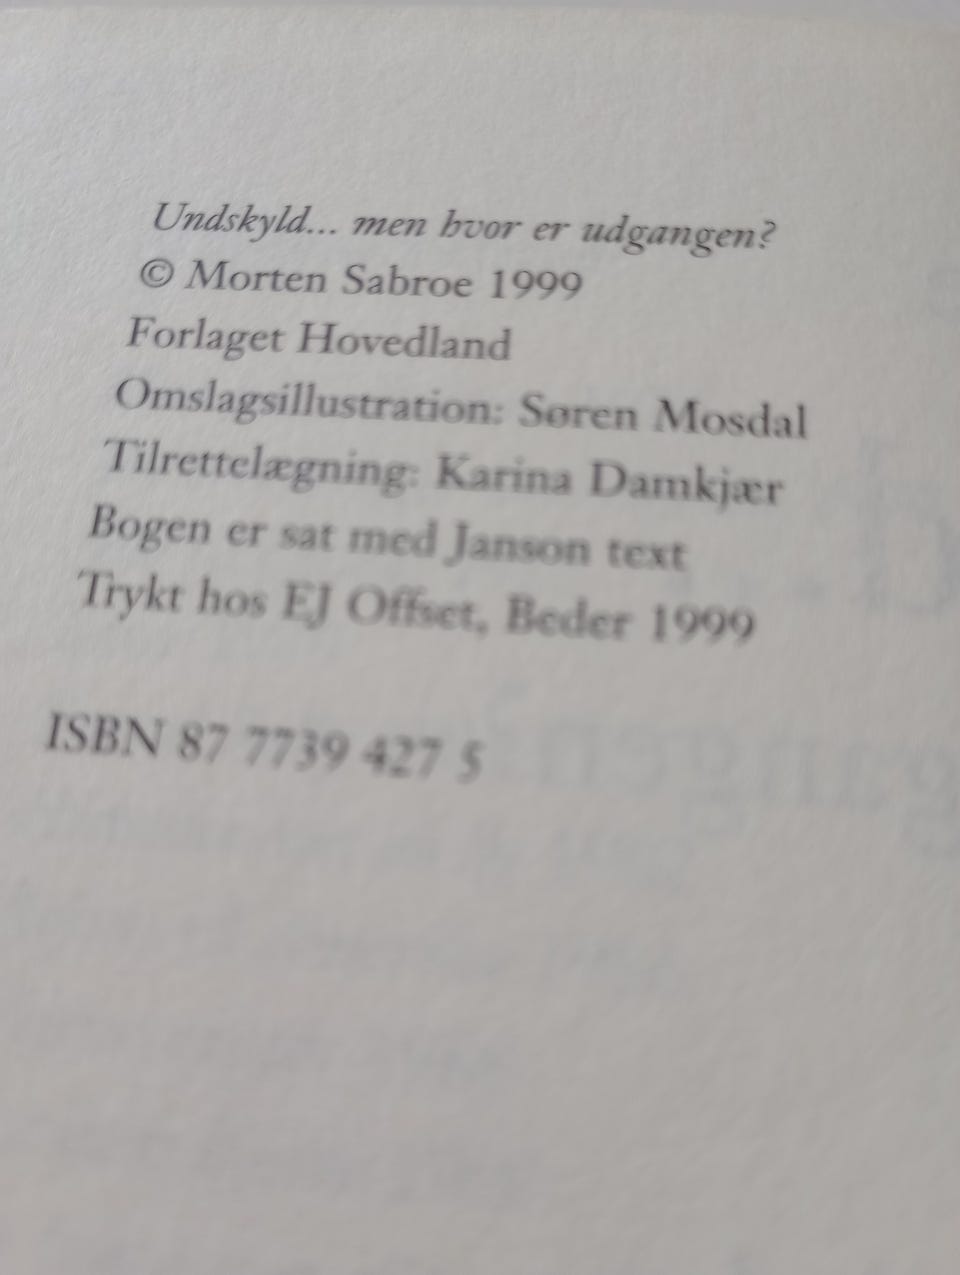 Undskyld... men hvor er udgangen?
© Morten Sabroe 1999
Forlaget Hovedland
Omslagsillustration: Søren Mosdal
Tilrettelægning: Karina Damkjær
Bogen er sat med Janson text
Trykt hos EJ Offset, Beder 1999
ISBN 87 7739 427 5